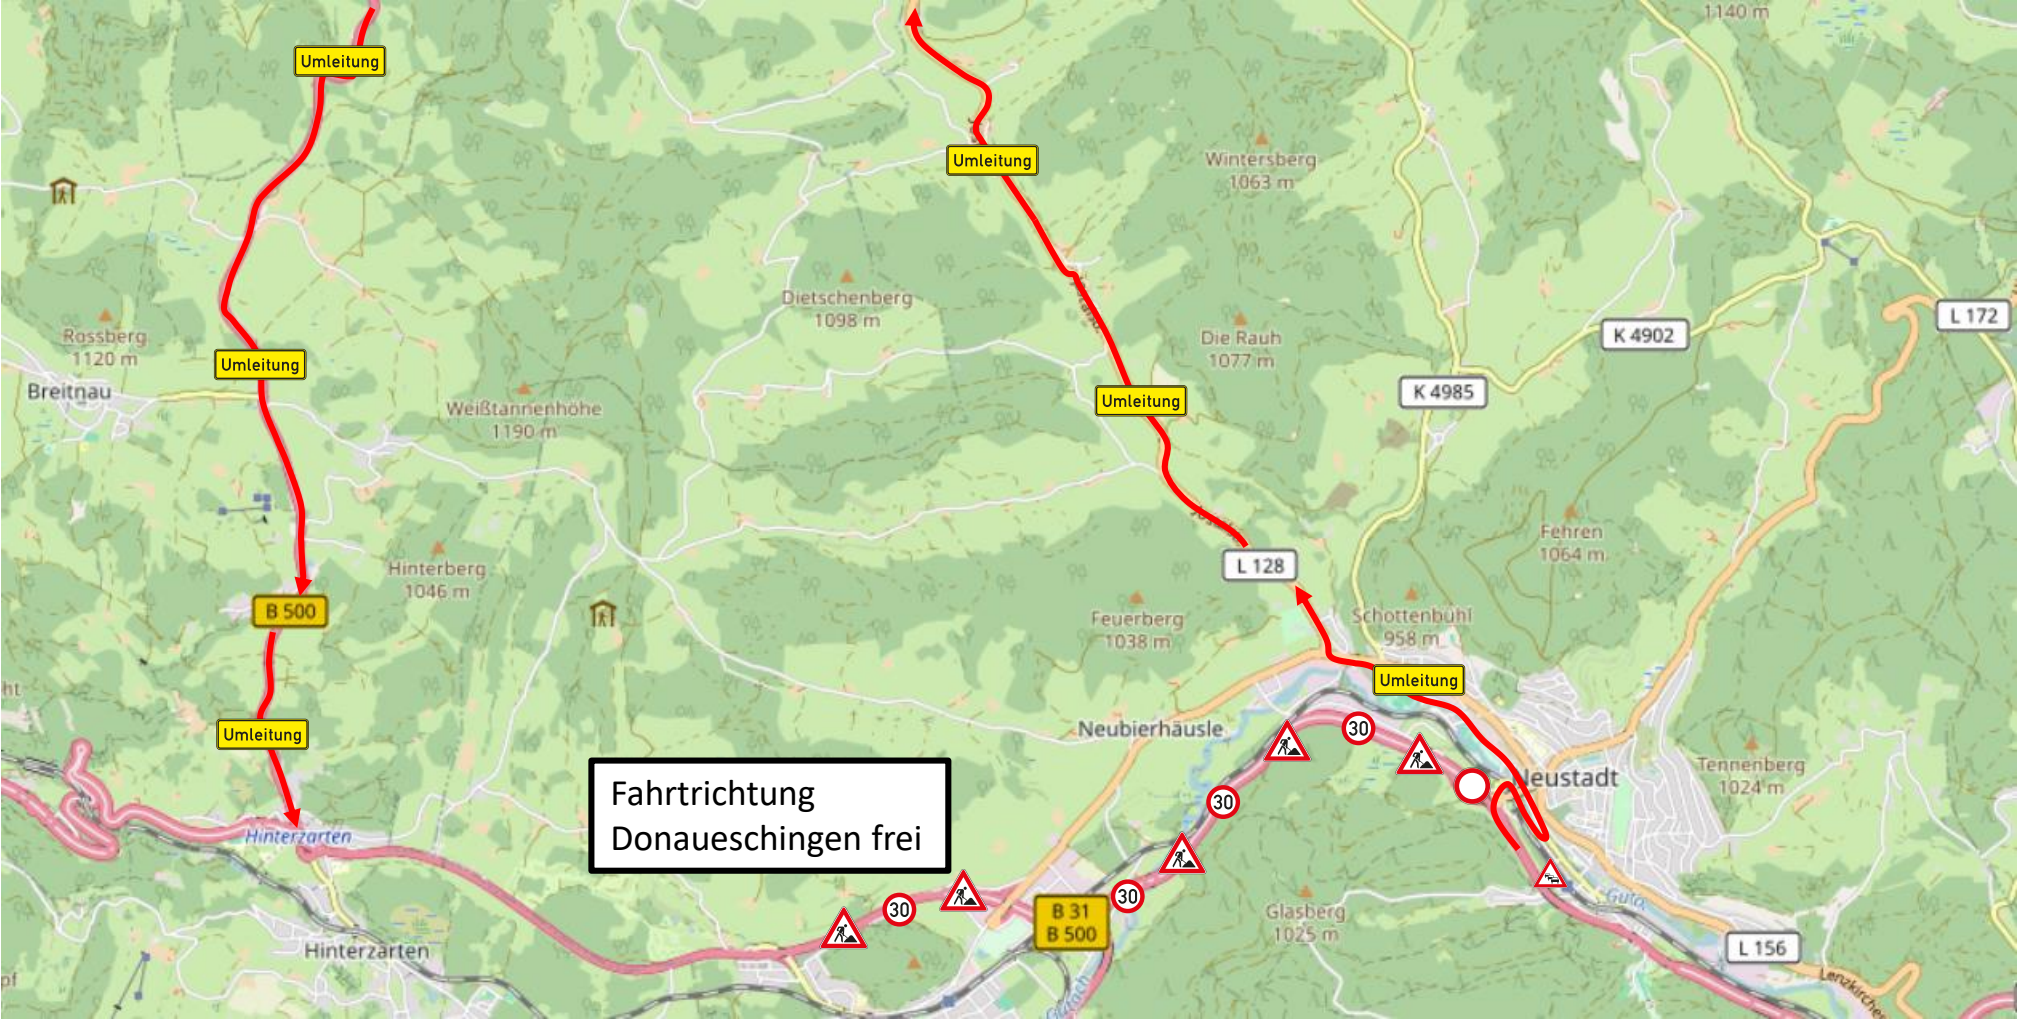 1140 m
Umleitung
Umleitung
Wintersberg
1063 m
Dietschenberg
1098 m
L 172
Rossberg
1120 m
Die Rauh
1077 m
K 4902
Umleitung
Breitnau
Weißtannenhöhe
1190 m
Umleitung
K 4985
Fehren
1064 m
Hinterberg
1046 m
L 128
B 500
Feuerberg
1038 m
Schottenbühl
958 m
Umleitung
Umleitung
Neubierhäusle
30
Neustadt
Tennenberg
1024 m
Fahrtrichtung
Donaueschingen frei
30
Hinterzarten
30
30
B 31
B 500
Glasberg
1025 m
Gutach
L 156
Hinterzarten
Gutach